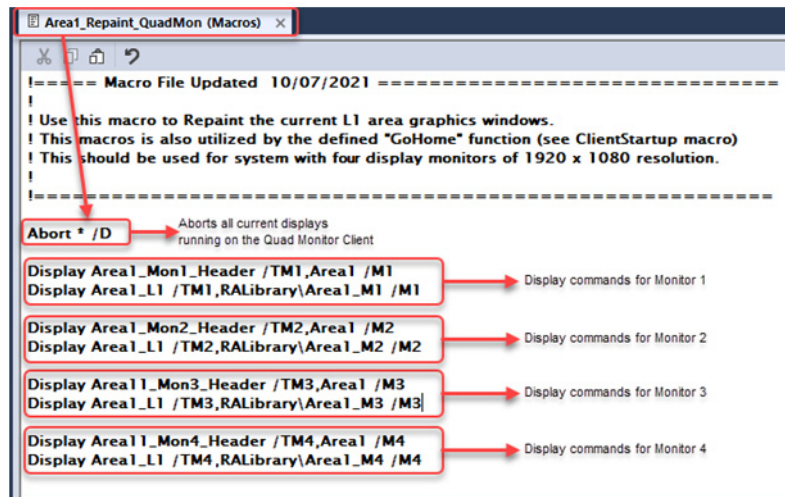 Area1_Repaint_QuadMon (Macros) ×
!===== Macro File Updated 10/07/2021 ===============================
!
! Use this macro to Repaint the current L1 area graphics windows.
! This macros is also utilized by the defined "GoHome" function (see ClientStartup macro)
! This should be used for system with four display monitors of 1920 x 1080 resolution.
!
!=========================================================
Abort * /D
Aborts all current displays
running on the Quad Monitor Client
Display Area1_Mon1_Header /TM1,Area1 /M1
Display Area1_L1 /TM1,RALibrary\Area1_M1 /M1
Display commands for Monitor 1
Display Area1_Mon2_Header /TM2,Area1 /M2
Display Area1_L1 /TM2,RALibrary\Area1_M2 /M2
Display commands for Monitor 2
Display Area11_Mon3_Header /TM3,Area1 /M3
Display Area1_L1 /TM3,RALibrary\Area1_M3 /M3
Display commands for Monitor 3
Display Area11_Mon4_Header /TM4,Area1 /M4
Display Area1_L1 /TM4,RALibrary\Area1_M4 /M4
Display commands for Monitor 4